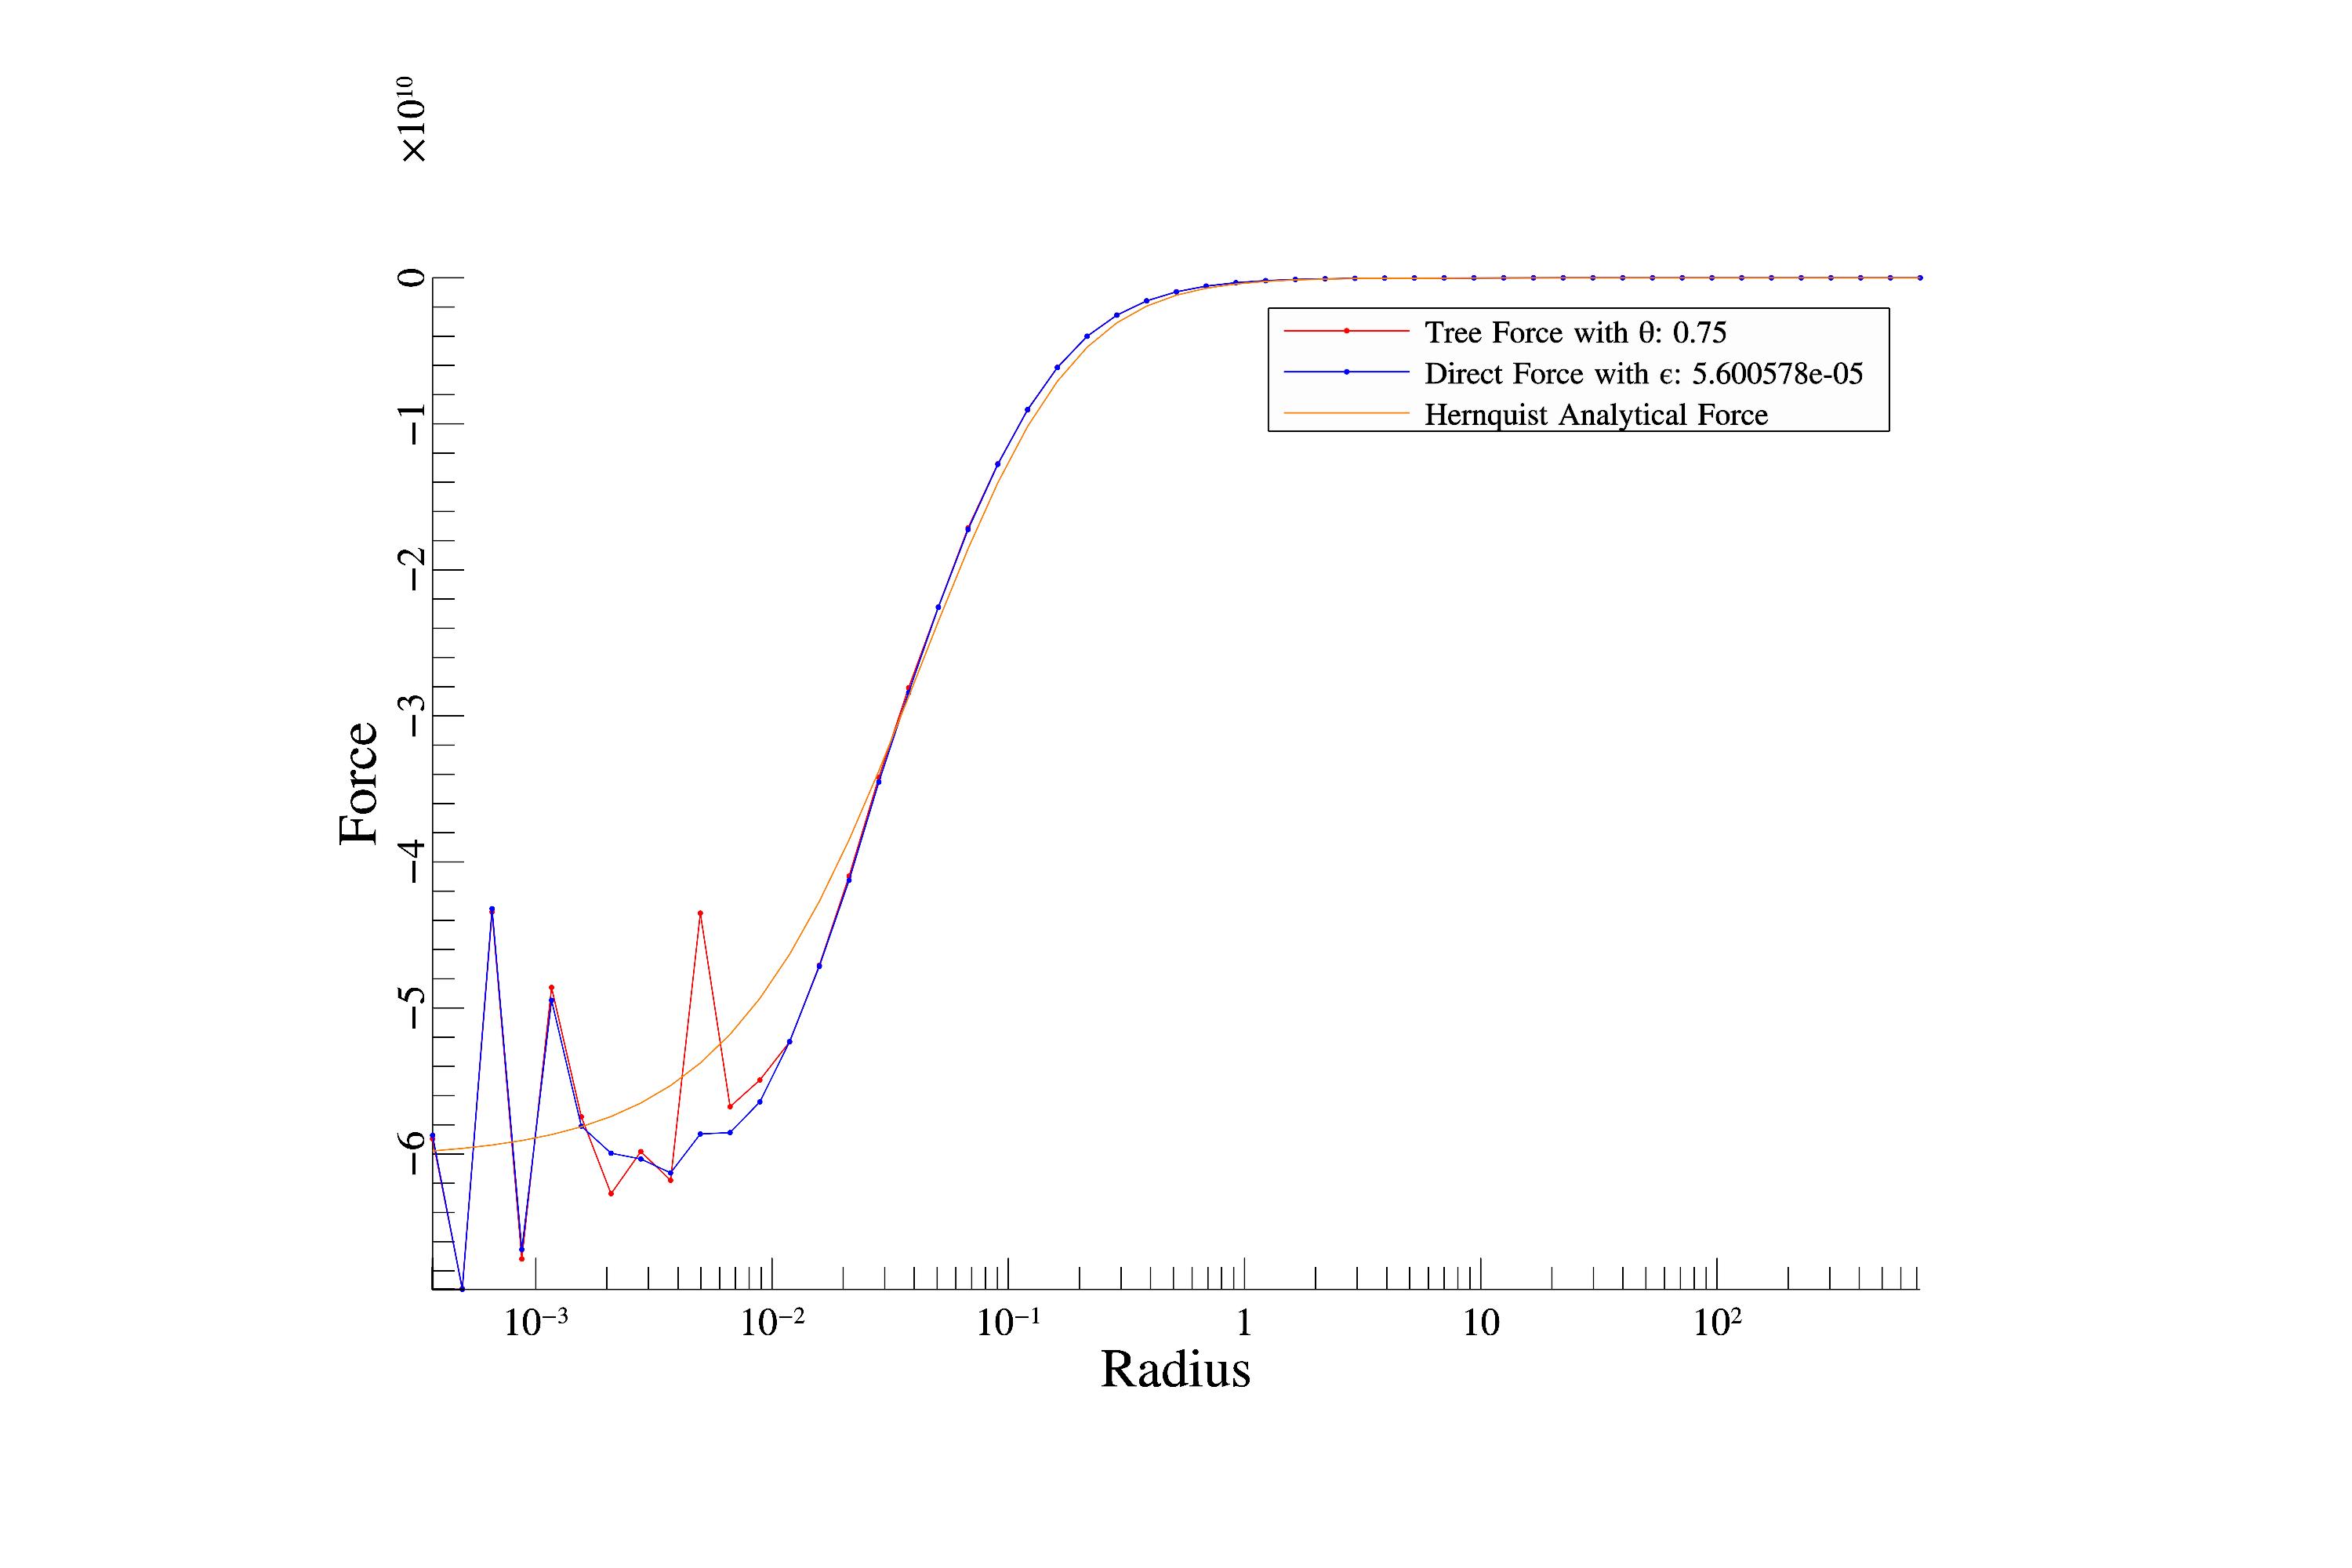 ×10¹⁰
0
−1
−2
−3
−4
−5
−6
Force
Tree Force with θ: 0.75
Direct Force with ϵ: 5.600578e-05
Hernquist Analytical Force
10⁻³ 10⁻² 10⁻¹ 1 10 10²
Radius